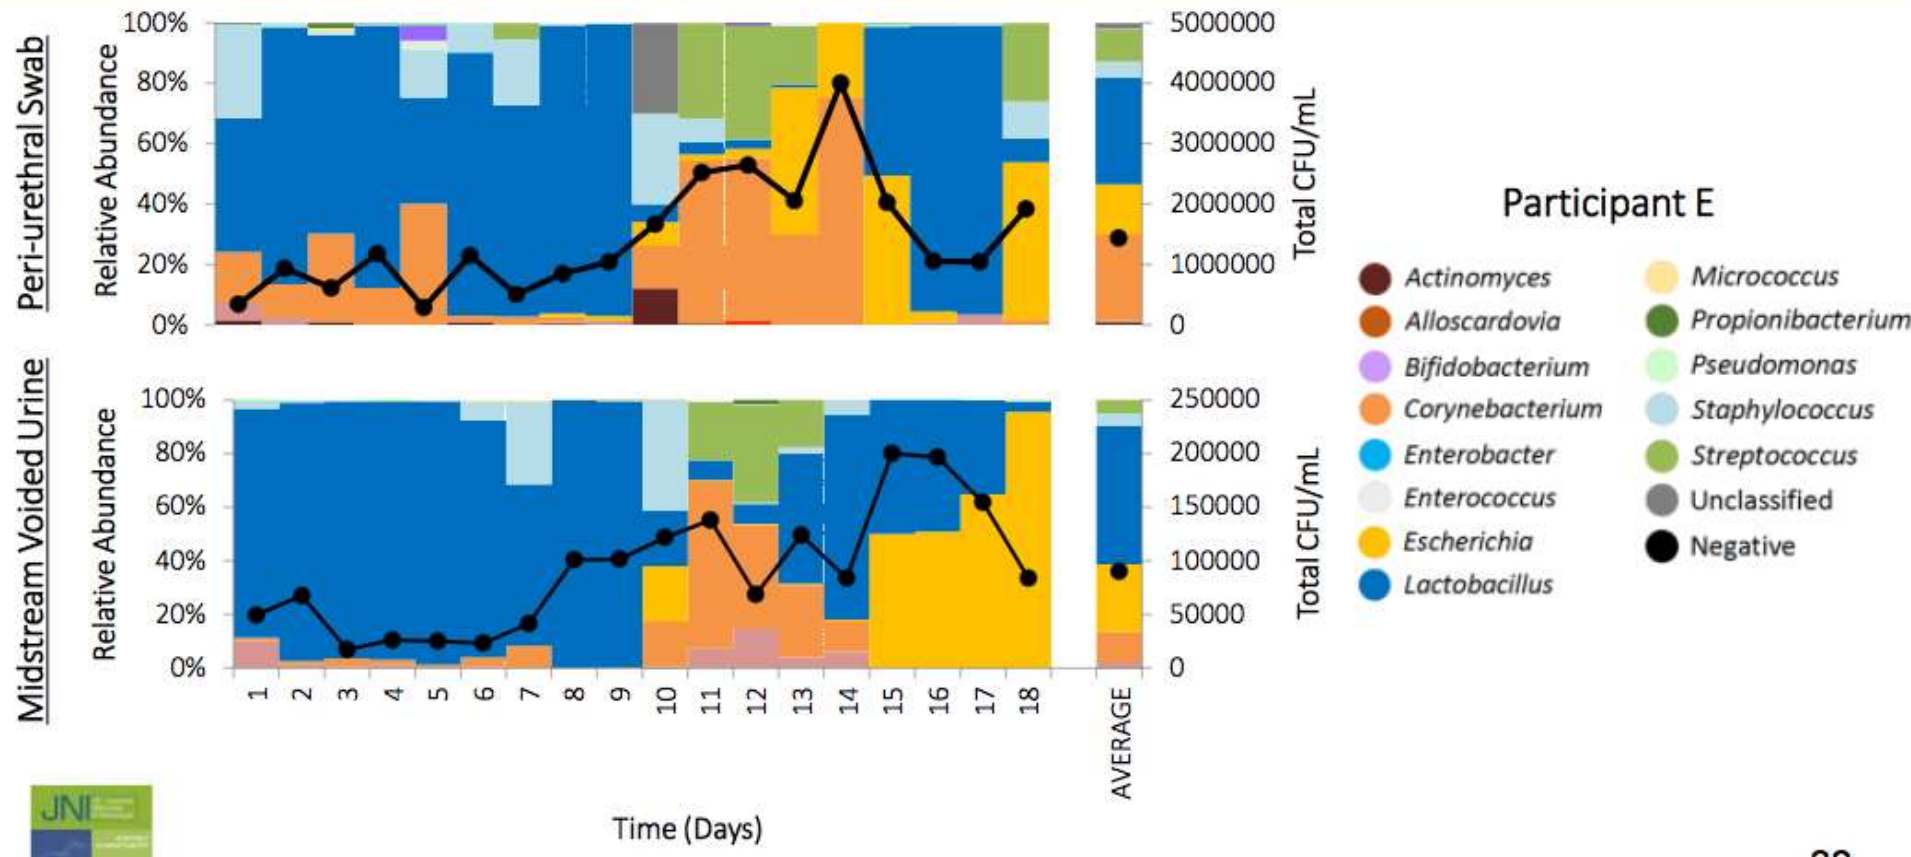 Peri-urethral Swab
Relative Abundance
100%
80%
60%
40%
20%
0%
5000000
4000000
3000000
2000000
1000000
0
Total CFU/mL
Midstream Voided Urine
Relative Abundance
100%
80%
60%
40%
20%
0%
250000
200000
150000
100000
50000
0
Total CFU/mL
1 2 3 4 5 6 7 8 9 10 11 12 13 14 15 16 17 18 AVERAGE
Time (Days)
Participant E
Actinomyces
Alloscardovia
Bifidobacterium
Corynebacterium
Enterobacter
Enterococcus
Escherichia
Lactobacillus
Micrococcus
Propionibacterium
Pseudomonas
Staphylococcus
Streptococcus
Unclassified
Negative
JNI